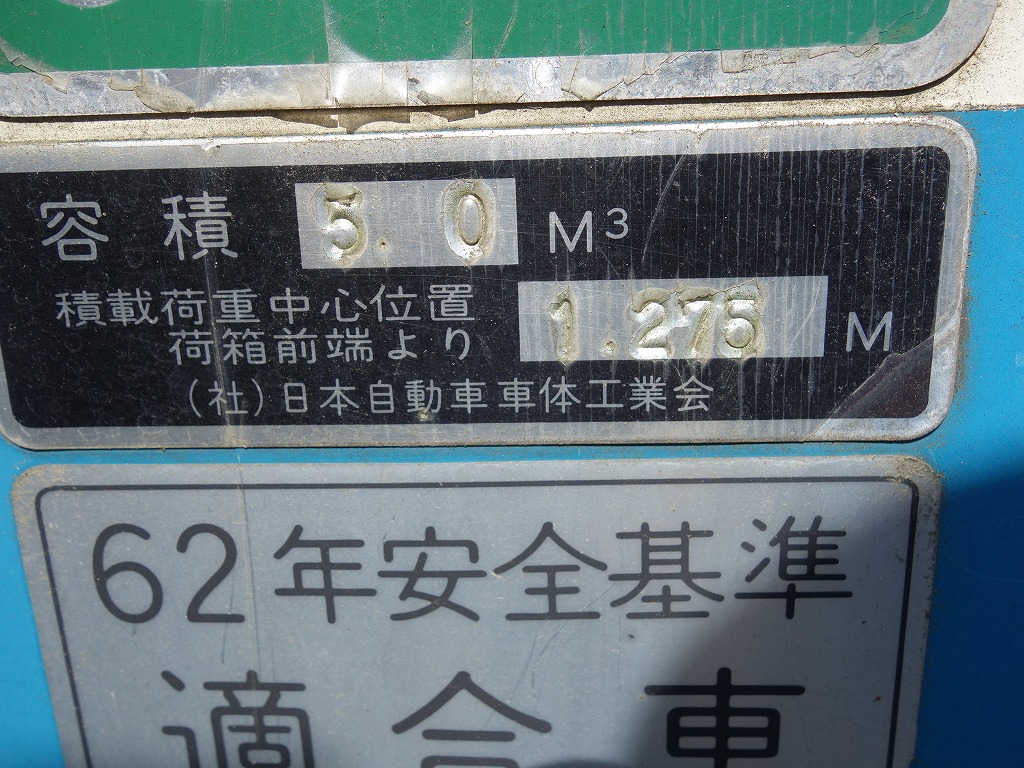 容積 5.0 M³
積載荷重中心位置
荷箱前端より 1.275 M
(社)日本自動車車体工業会
62年安全基準
適合車